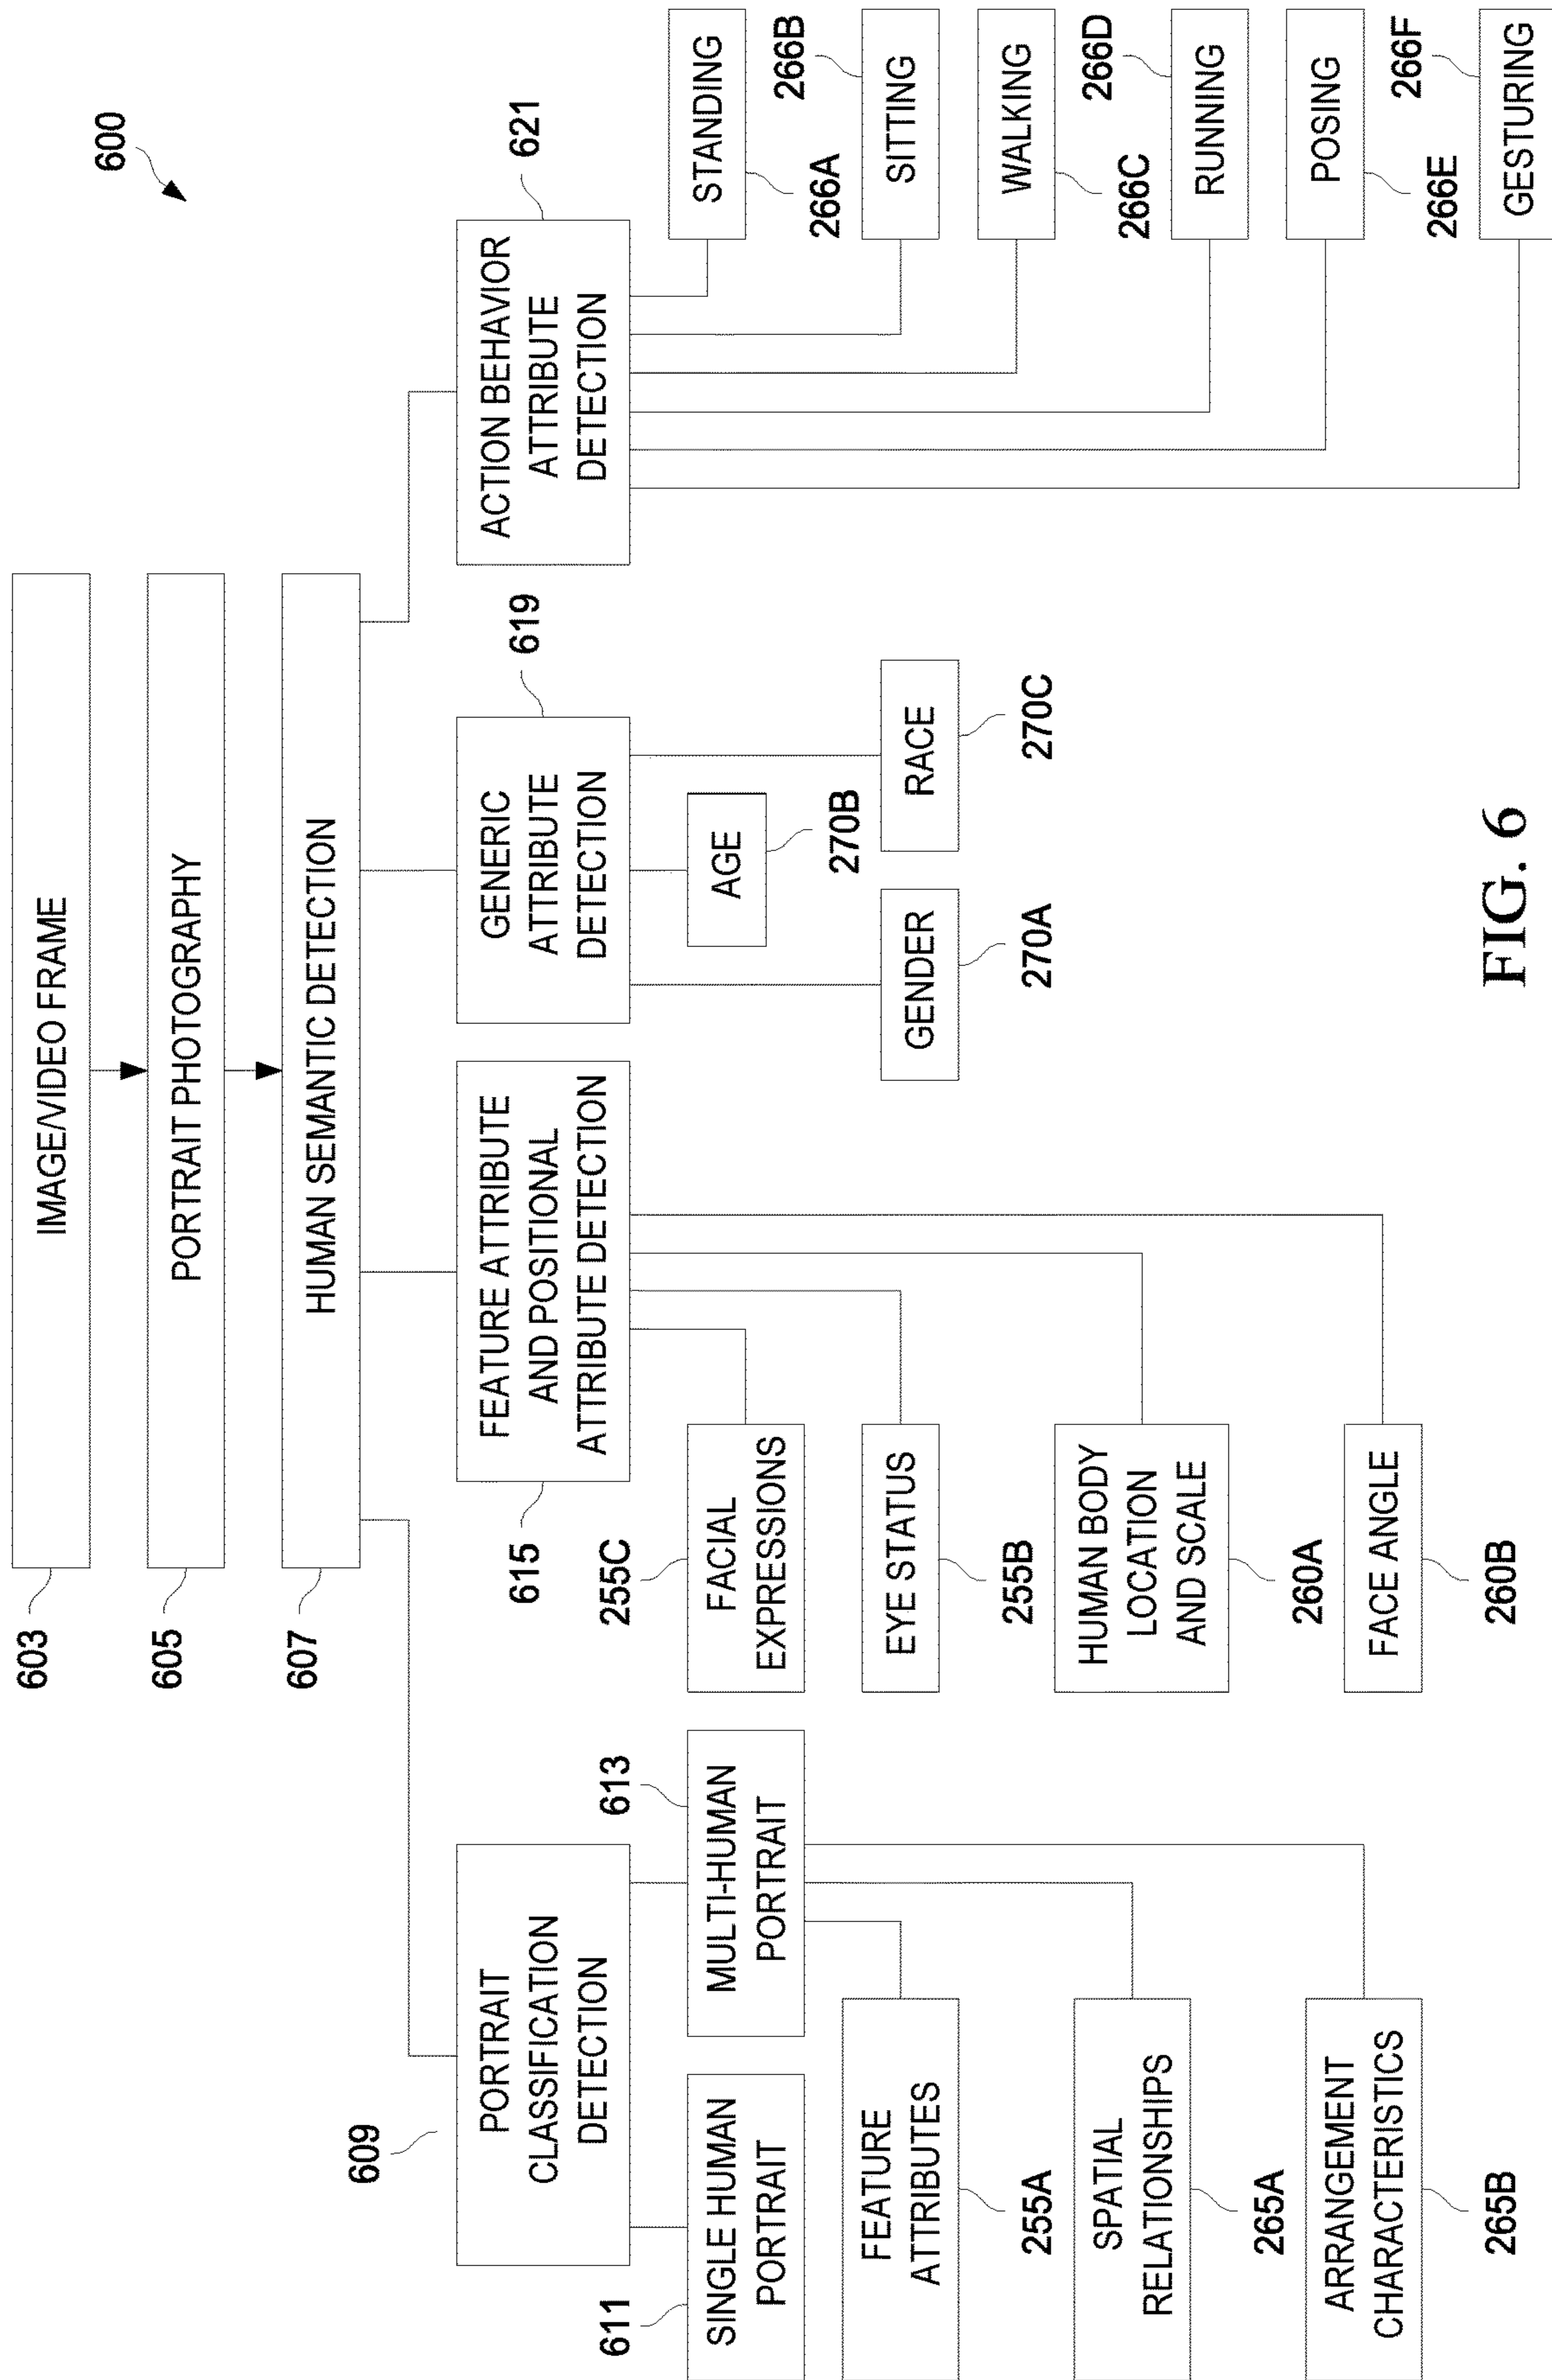 600
603
IMAGE/VIDEO FRAME
605
PORTRAIT PHOTOGRAPHY
607
HUMAN SEMANTIC DETECTION
609
PORTRAIT
CLASSIFICATION
DETECTION
611
SINGLE HUMAN
PORTRAIT
613
MULTI-HUMAN
PORTRAIT
FEATURE
ATTRIBUTES
255A
SPATIAL
RELATIONSHIPS
265A
ARRANGEMENT
CHARACTERISTICS
265B
615
FEATURE ATTRIBUTE
AND POSITIONAL
ATTRIBUTE DETECTION
255C
FACIAL
EXPRESSIONS
EYE STATUS
255B
HUMAN BODY
LOCATION
AND SCALE
260A
FACE ANGLE
260B
619
GENERIC
ATTRIBUTE
DETECTION
GENDER
270A
AGE
270B
RACE
270C
621
ACTION BEHAVIOR
ATTRIBUTE
DETECTION
STANDING
266A
266B
SITTING
WALKING
266C
266D
RUNNING
POSING
266E
266F
GESTURING
FIG. 6